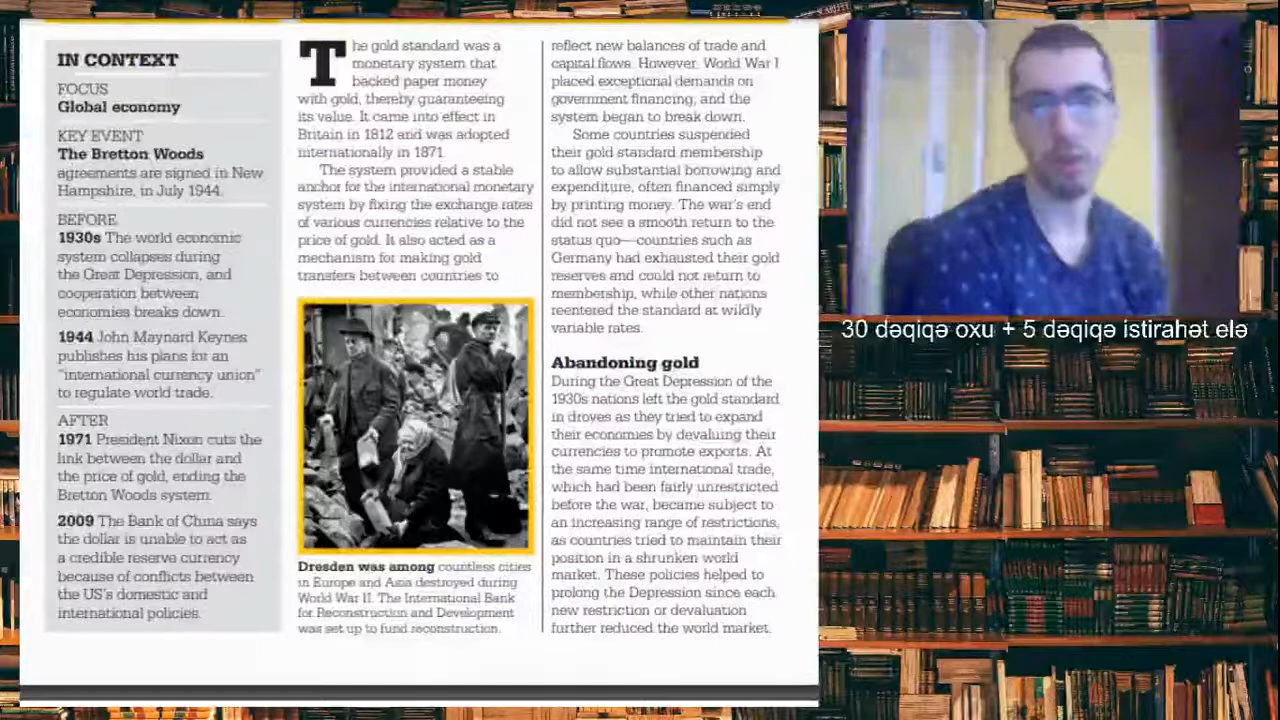 IN CONTEXT
FOCUS
Global economy
KEY EVENT
The Bretton Woods
agreements are signed in New
Hampshire, in July 1944.
BEFORE
1930s The world economic
system collapses during
the Great Depression, and
cooperation between
economies breaks down.
1944 John Maynard Keynes
publishes his plans for an
"international currency union"
to regulate world trade.
AFTER
1971 President Nixon cuts the
link between the dollar and
the price of gold, ending the
Bretton Woods system.
2009 The Bank of China says
the dollar is unable to act as
a credible reserve currency
because of conflicts between
the US's domestic and
international policies.
The gold standard was a
monetary system that
backed paper money
with gold, thereby guaranteeing
its value. It came into effect in
Britain in 1812 and was adopted
internationally in 1871.
The system provided a stable
anchor for the international monetary
system by fixing the exchange rates
of various currencies relative to the
price of gold. It also acted as a
mechanism for making gold
transfers between countries to
Dresden was among countless cities
in Europe and Asia destroyed during
World War II. The International Bank
for Reconstruction and Development
was set up to fund reconstruction.
reflect new balances of trade and
capital flows. However, World War I
placed exceptional demands on
government financing, and the
system began to break down.
Some countries suspended
their gold standard membership
to allow substantial borrowing and
expenditure, often financed simply
by printing money. The war's end
did not see a smooth return to the
status quo—countries such as
Germany had exhausted their gold
reserves and could not return to
membership, while other nations
reentered the standard at wildly
variable rates.
Abandoning gold
During the Great Depression of the
1930s nations left the gold standard
in droves as they tried to expand
their economies by devaluing their
currencies to promote exports. At
the same time international trade,
which had been fairly unrestricted
before the war, became subject to
an increasing range of restrictions,
as countries tried to maintain their
position in a shrunken world
market. These policies helped to
prolong the Depression since each
new restriction or devaluation
further reduced the world market.
30 dəqiqə oxu + 5 dəqiqə istirahət elə